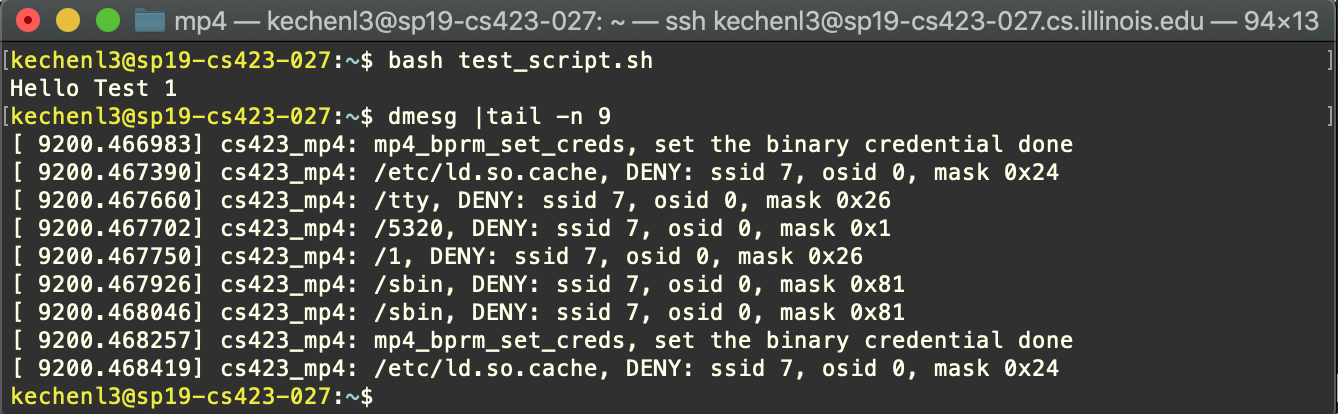 mp4 — kechenl3@sp19-cs423-027: ~ — ssh kechenl3@sp19-cs423-027.cs.illinois.edu — 94×13
[kechenl3@sp19-cs423-027:~$ bash test_script.sh ]
Hello Test 1
[kechenl3@sp19-cs423-027:~$ dmesg |tail -n 9 ]
[ 9200.466983] cs423_mp4: mp4_bprm_set_creds, set the binary credential done
[ 9200.467390] cs423_mp4: /etc/ld.so.cache, DENY: ssid 7, osid 0, mask 0x24
[ 9200.467660] cs423_mp4: /tty, DENY: ssid 7, osid 0, mask 0x26
[ 9200.467702] cs423_mp4: /5320, DENY: ssid 7, osid 0, mask 0x1
[ 9200.467750] cs423_mp4: /1, DENY: ssid 7, osid 0, mask 0x26
[ 9200.467926] cs423_mp4: /sbin, DENY: ssid 7, osid 0, mask 0x81
[ 9200.468046] cs423_mp4: /sbin, DENY: ssid 7, osid 0, mask 0x81
[ 9200.468257] cs423_mp4: mp4_bprm_set_creds, set the binary credential done
[ 9200.468419] cs423_mp4: /etc/ld.so.cache, DENY: ssid 7, osid 0, mask 0x24
kechenl3@sp19-cs423-027:~$